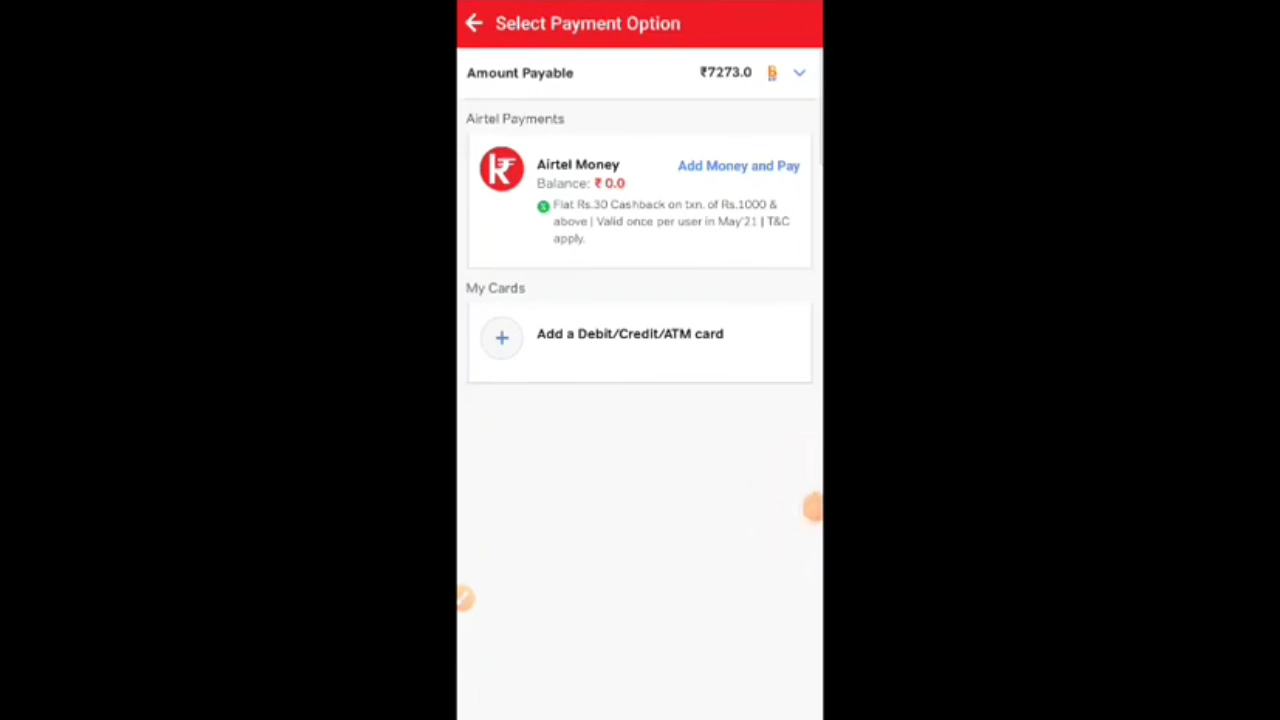 Select Payment Option
Amount Payable ₹7273.0
Airtel Payments
Airtel Money Add Money and Pay
Balance: ₹ 0.0
Flat Rs.30 Cashback on txn. of Rs.1000 &
above | Valid once per user in May'21 | T&C
apply.
My Cards
Add a Debit/Credit/ATM card